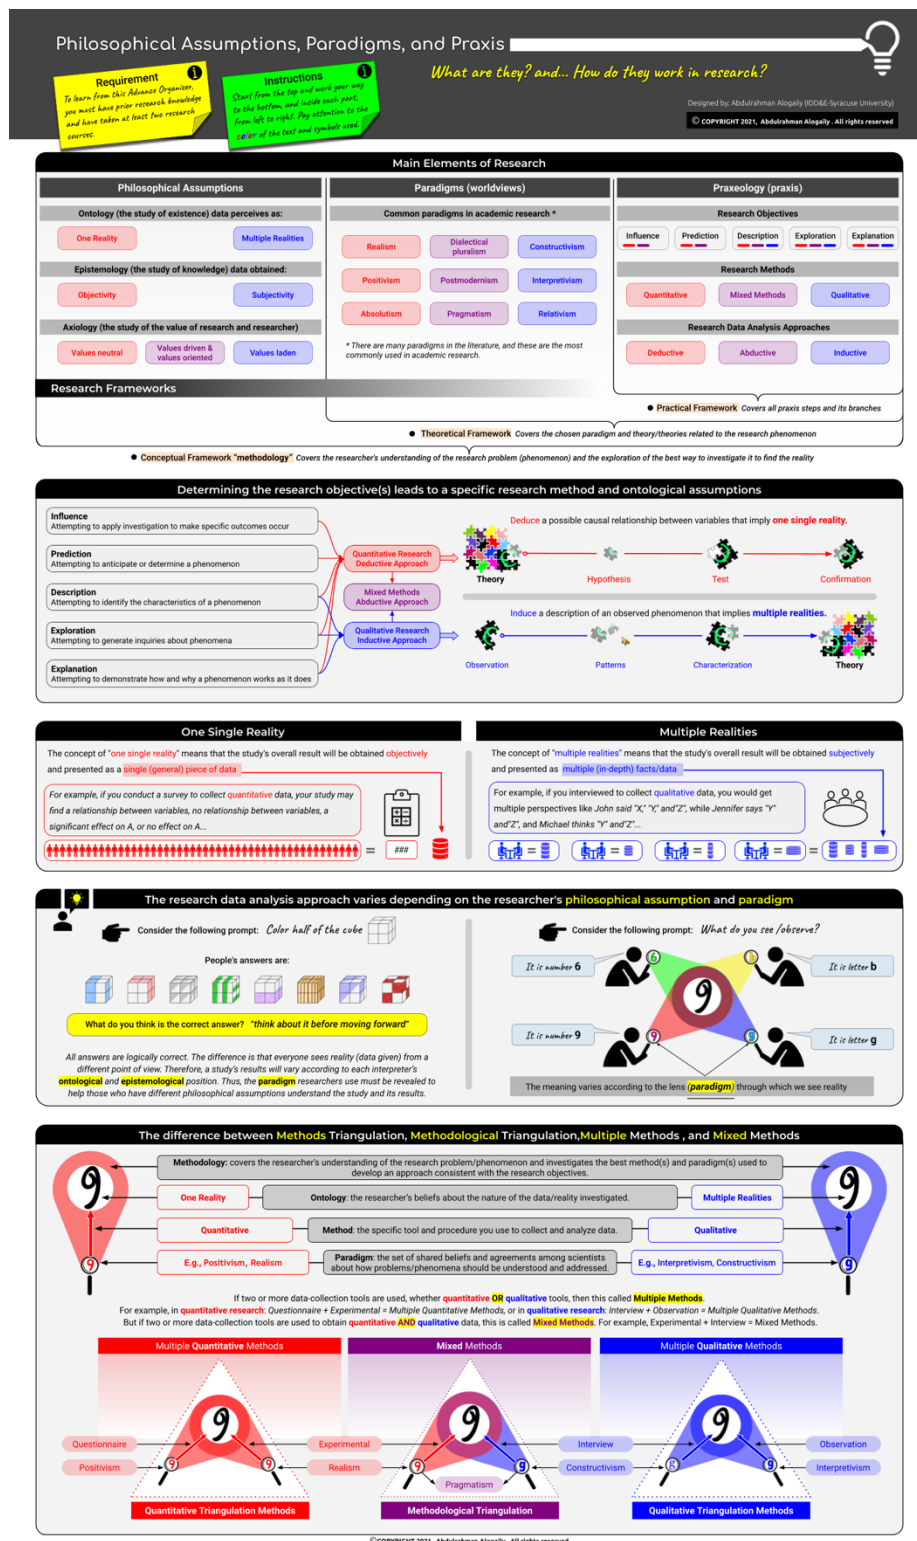 Philosophical Assumptions, Paradigms, and Praxis
What are they? and... How do they work in research?
Requirement
To learn from this Advance Organizer,
you must have prior research knowledge
and have taken at least two research
courses.
Instructions
Start from the top and work your way
to the bottom, and inside each part,
from left to right. Pay attention to the
color of the text and symbols used.
Designed by: Abdulrahman Alogaily (IDD&E-Syracuse University)
© COPYRIGHT 2021, Abdulrahman Alogaily . All rights reserved
Main Elements of Research
Philosophical Assumptions
Ontology (the study of existence) data perceives as:
One Reality
Multiple Realities
Epistemology (the study of knowledge) data obtained:
Objectivity
Subjectivity
Axiology (the study of the value of research and researcher)
Values neutral
Values driven &
values oriented
Values laden
Paradigms (worldviews)
Common paradigms in academic research *
Realism
Dialectical
pluralism
Constructivism
Positivism
Postmodernism
Interpretivism
Absolutism
Pragmatism
Relativism
* There are many paradigms in the literature, and these are the most
commonly used in academic research.
Praxeology (praxis)
Research Objectives
Influence
Prediction
Description
Exploration
Explanation
Research Methods
Quantitative
Mixed Methods
Qualitative
Research Data Analysis Approaches
Deductive
Abductive
Inductive
Research Frameworks
Practical Framework Covers all praxis steps and its branches
Theoretical Framework Covers the chosen paradigm and theory/theories related to the research phenomenon
Conceptual Framework "methodology" Covers the researcher's understanding of the research problem (phenomenon) and the exploration of the best way to investigate it to find the reality
Determining the research objective(s) leads to a specific research method and ontological assumptions
Influence
Attempting to apply investigation to make specific outcomes occur
Prediction
Attempting to anticipate or determine a phenomenon
Description
Attempting to identify the characteristics of a phenomenon
Exploration
Attempting to generate inquiries about phenomena
Explanation
Attempting to demonstrate how and why a phenomenon works as it does
Quantitative Research
Deductive Approach
Mixed Methods
Abductive Approach
Qualitative Research
Inductive Approach
Deduce a possible causal relationship between variables that imply one single reality.
Theory
Hypothesis
Test
Confirmation
Induce a description of an observed phenomenon that implies multiple realities.
Observation
Patterns
Characterization
Theory
One Single Reality
The concept of "one single reality" means that the study's overall result will be obtained objectively
and presented as a single (general) piece of data
For example, if you conduct a survey to collect quantitative data, your study may
find a relationship between variables, no relationship between variables, a
significant effect on A, or no effect on A...
= ###
Multiple Realities
The concept of "multiple realities" means that the study's overall result will be obtained subjectively
and presented as multiple (in-depth) facts/data
For example, if you interviewed to collect qualitative data, you would get
multiple perspectives like John said "X," "Y," and"Z", while Jennifer says "Y"
and"Z", and Michael thinks "Y" and"Z"...
= = = = =
The research data analysis approach varies depending on the researcher's philosophical assumption and paradigm
Consider the following prompt: Color half of the cube
People's answers are:
What do you think is the correct answer? "think about it before moving forward"
All answers are logically correct. The difference is that everyone sees reality (data given) from a
different point of view. Therefore, a study's results will vary according to each interpreter's
ontological and epistemological position. Thus, the paradigm researchers use must be revealed to
help those who have different philosophical assumptions understand the study and its results.
Consider the following prompt: What do you see /observe?
It is number 6
6
b
It is letter b
9
It is number 9
9
g
It is letter g
The meaning varies according to the lens (paradigm) through which we see reality
The difference between Methods Triangulation, Methodological Triangulation,Multiple Methods , and Mixed Methods
9
Methodology: covers the researcher's understanding of the research problem/phenomenon and investigates the best method(s) and paradigm(s) used to
develop an approach consistent with the research objectives.
9
One Reality
Ontology: the researcher's beliefs about the nature of the data/reality investigated.
Multiple Realities
Quantitative
Method: the specific tool and procedure you use to collect and analyze data.
Qualitative
9
E.g., Positivism, Realism
Paradigm: the set of shared beliefs and agreements among scientists
about how problems/phenomena should be understood and addressed.
E.g., Interpretivism, Constructivism
g
If two or more data-collection tools are used, whether quantitative OR qualitative tools, then this called Multiple Methods.
For example, in quantitative research: Questionnaire + Experimental = Multiple Quantitative Methods, or in qualitative research: Interview + Observation = Multiple Qualitative Methods.
But if two or more data-collection tools are used to obtain quantitative AND qualitative data, this is called Mixed Methods. For example, Experimental + Interview = Mixed Methods.
Multiple Quantitative Methods
Mixed Methods
Multiple Qualitative Methods
9
9
9
Questionnaire
Experimental
Interview
Observation
Positivism
9
9
Realism
9
g
Constructivism
g
g
Interpretivism
Pragmatism
Quantitative Triangulation Methods
Methodological Triangulation
Qualitative Triangulation Methods
©COPYRIGHT 2021, Abdulrahman Alogaily . All rights reserved